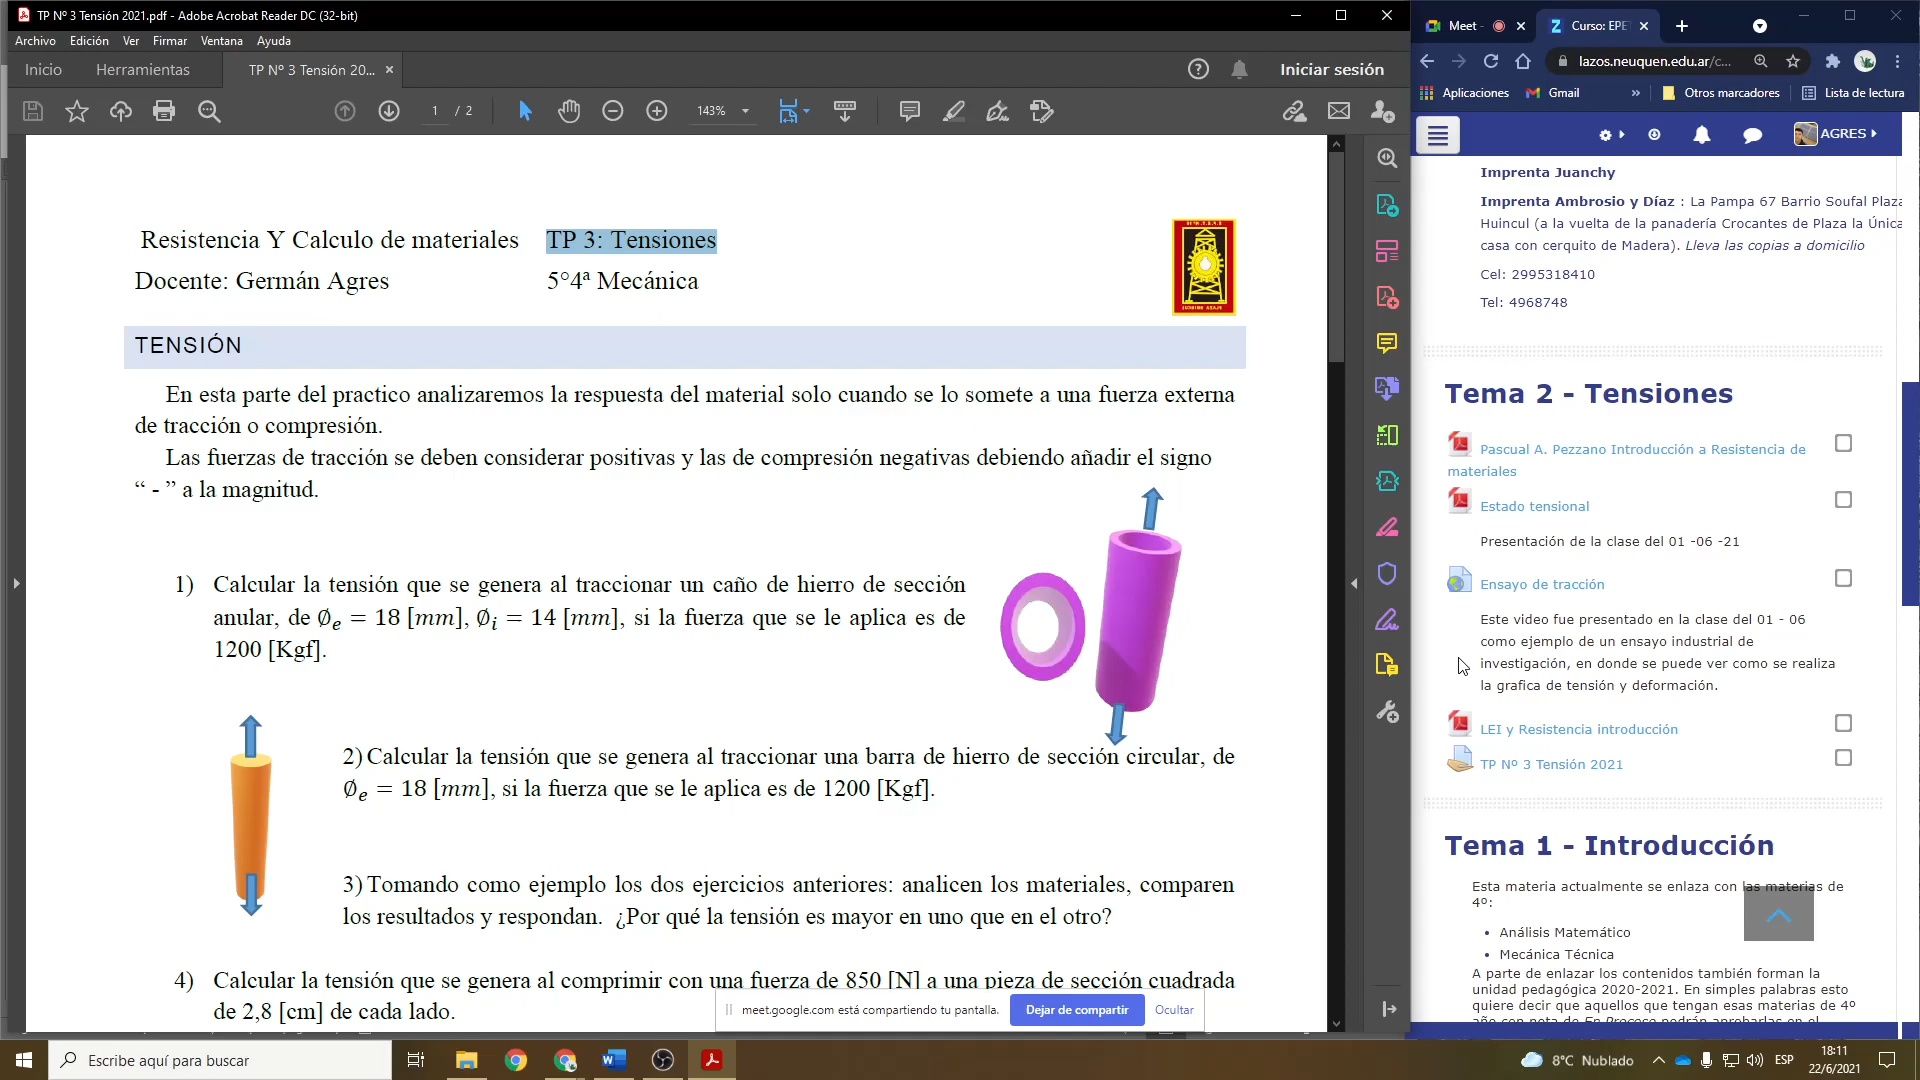 TP Nº 3 Tensión 2021.pdf - Adobe Acrobat Reader DC (32-bit)
Archivo Edición Ver Firmar Ventana Ayuda
Inicio Herramientas TP Nº 3 Tensión 20... Iniciar sesión
1 / 2 143%
Resistencia Y Calculo de materiales TP 3: Tensiones
Docente: Germán Agres 5°4ª Mecánica
TENSIÓN
En esta parte del practico analizaremos la respuesta del material solo cuando se lo somete a una fuerza externa
de tracción o compresión.
Las fuerzas de tracción se deben considerar positivas y las de compresión negativas debiendo añadir el signo
“ - ” a la magnitud.
1) Calcular la tensión que se genera al traccionar un caño de hierro de sección
anular, de ∅e = 18 [mm], ∅i = 14 [mm], si la fuerza que se le aplica es de
1200 [Kgf].
2) Calcular la tensión que se genera al traccionar una barra de hierro de sección circular, de
∅e = 18 [mm], si la fuerza que se le aplica es de 1200 [Kgf].
3) Tomando como ejemplo los dos ejercicios anteriores: analicen los materiales, comparen
los resultados y respondan. ¿Por qué la tensión es mayor en uno que en el otro?
4) Calcular la tensión que se genera al comprimir con una fuerza de 850 [N] a una pieza de sección cuadrada
de 2,8 [cm] de cada lado.
meet.google.com está compartiendo tu pantalla. Dejar de compartir Ocultar
Meet - Curso: EPET
lazos.neuquen.edu.ar/c...
Aplicaciones Gmail » Otros marcadores Lista de lectura
AGRES
Imprenta Juanchy
Imprenta Ambrosio y Díaz : La Pampa 67 Barrio Soufal Plaza
Huincul (a la vuelta de la panadería Crocantes de Plaza la Única
casa con cerquito de Madera). Lleva las copias a domicilio
Cel: 2995318410
Tel: 4968748
Tema 2 - Tensiones
Pascual A. Pezzano Introducción a Resistencia de
materiales
Estado tensional
Presentación de la clase del 01 -06 -21
Ensayo de tracción
Este video fue presentado en la clase del 01 - 06
como ejemplo de un ensayo industrial de
investigación, en donde se puede ver como se realiza
la grafica de tensión y deformación.
LEI y Resistencia introducción
TP Nº 3 Tensión 2021
Tema 1 - Introducción
Esta materia actualmente se enlaza con las materias de
4º:
• Análisis Matemático
• Mecánica Técnica
A parte de enlazar los contenidos también forman la
unidad pedagógica 2020-2021. En simples palabras esto
quiere decir que aquellos que tengan esas materias de 4º
año con nota de En Proceso podrán aprobarlas en el
Escribe aquí para buscar
8°C Nublado ESP 18:11
22/6/2021